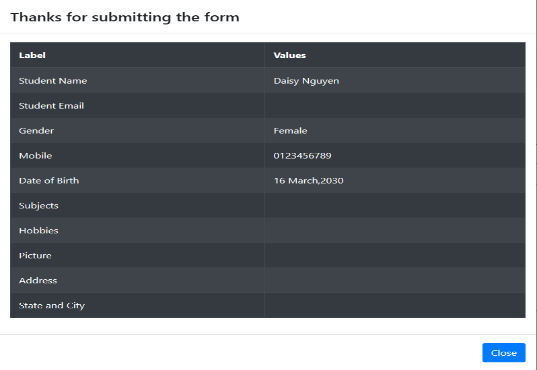 Thanks for submitting the form
Label Values
Student Name Daisy Nguyen
Student Email
Gender Female
Mobile 0123456789
Date of Birth 16 March,2030
Subjects
Hobbies
Picture
Address
State and City
Close